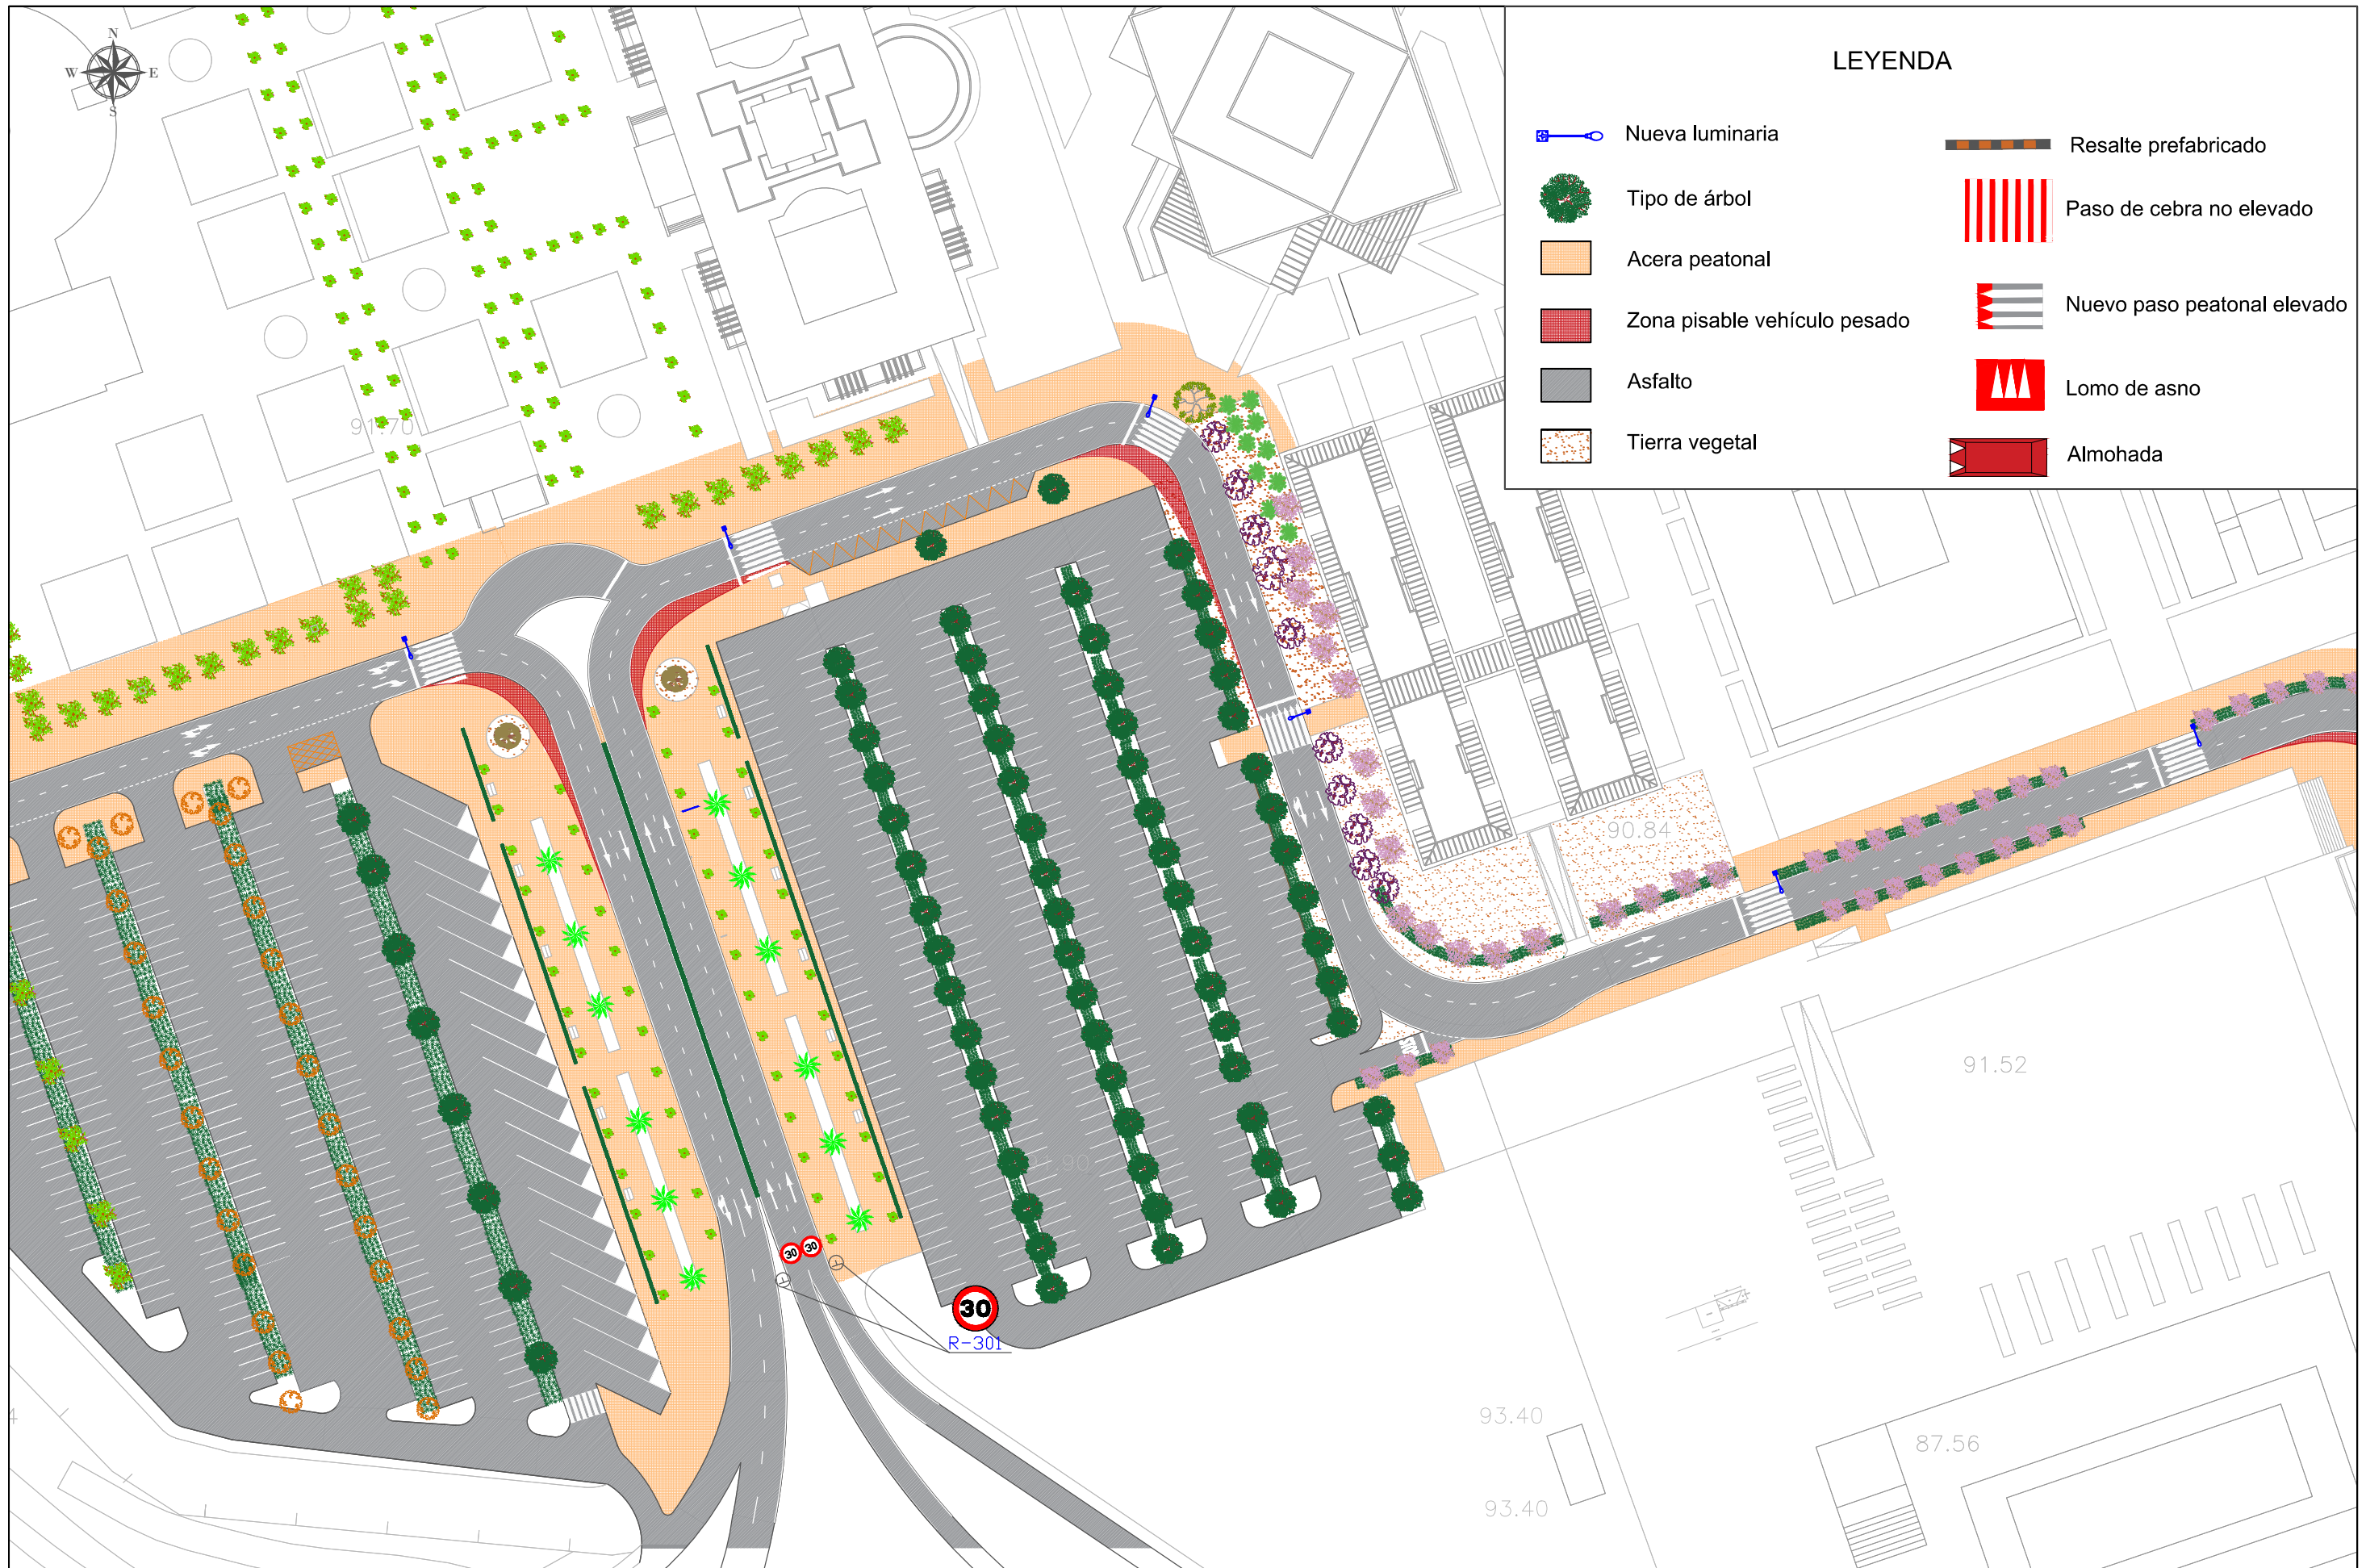 N
W E
S
LEYENDA
Nueva luminaria
Tipo de árbol
Acera peatonal
Zona pisable vehículo pesado
Asfalto
Tierra vegetal
Resalte prefabricado
Paso de cebra no elevado
Nuevo paso peatonal elevado
Lomo de asno
Almohada
91.70
90.84
91.52
90
30 30
30
R-301
93.40
87.56
93.40
4